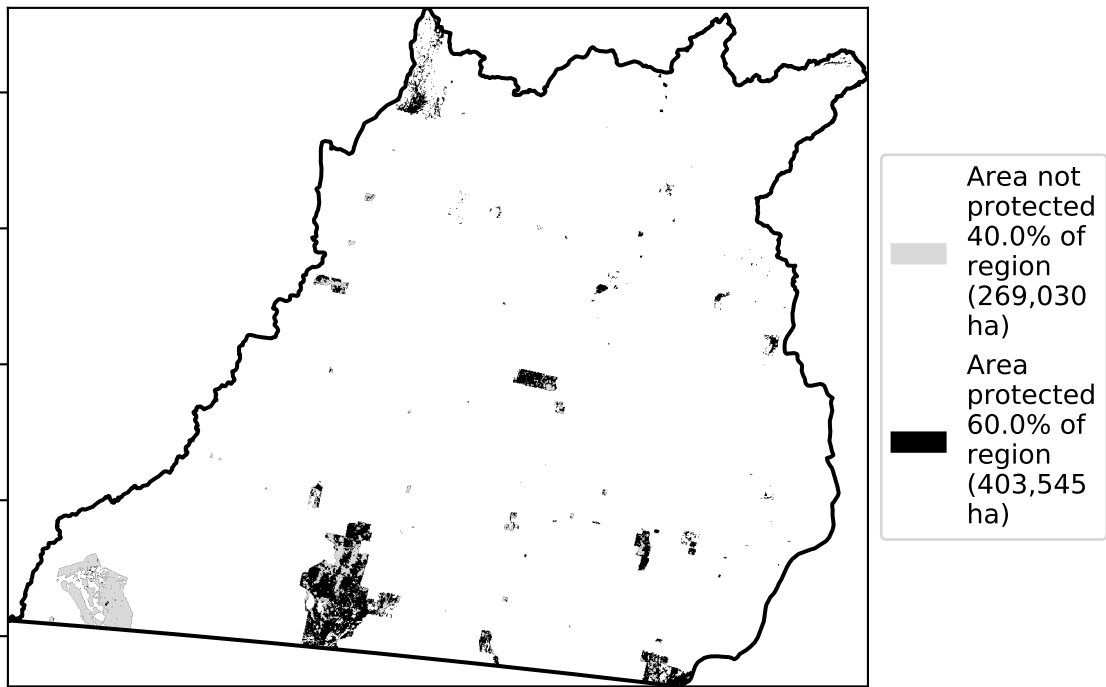 Area not
protected
40.0% of
region
(269,030
ha)
Area
protected
60.0% of
region
(403,545
ha)